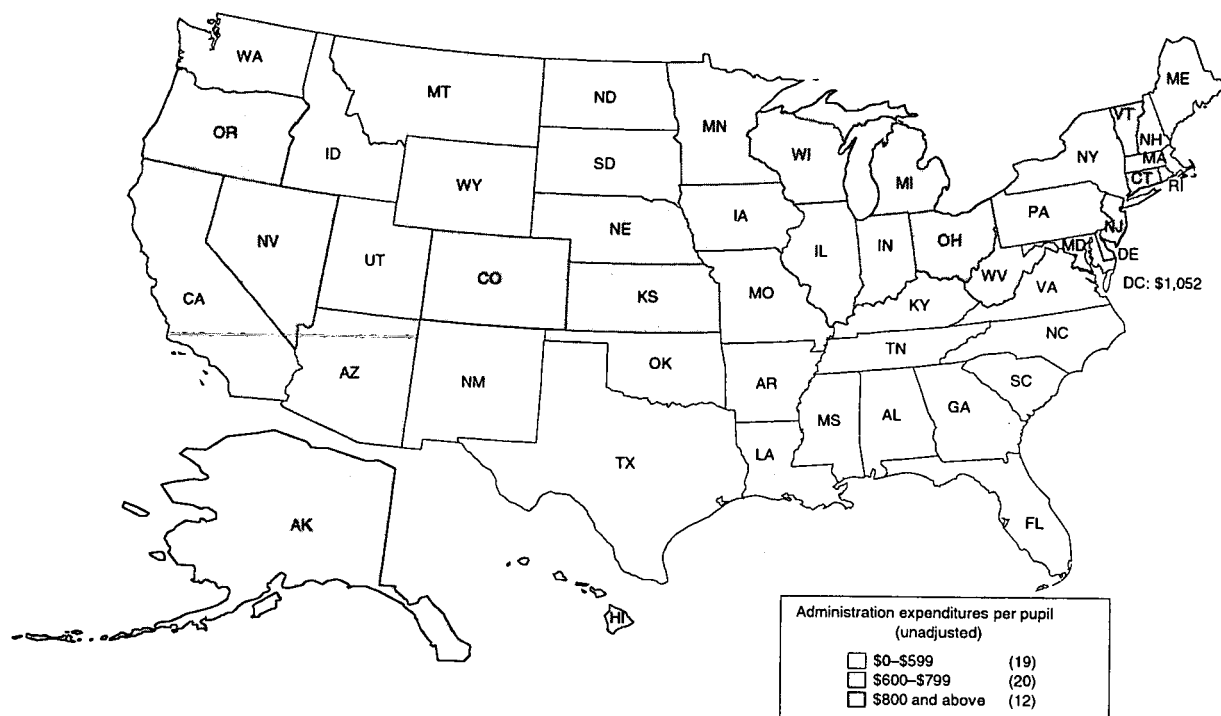 WA
MT
ND
MN
ME
VT
NH
OR
ID
SD
WI
NY
MA
WY
MI
CT
RI
IA
PA
NE
NJ
NV
UT
CO
IL
IN
OH
MD
DE
WV
DC: $1,052
CA
KS
MO
VA
KY
NC
TN
AZ
NM
OK
AR
SC
MS
AL
GA
TX
LA
AK
FL
HI
Administration expenditures per pupil
(unadjusted)
$0–$599 (19)
$600–$799 (20)
$800 and above (12)